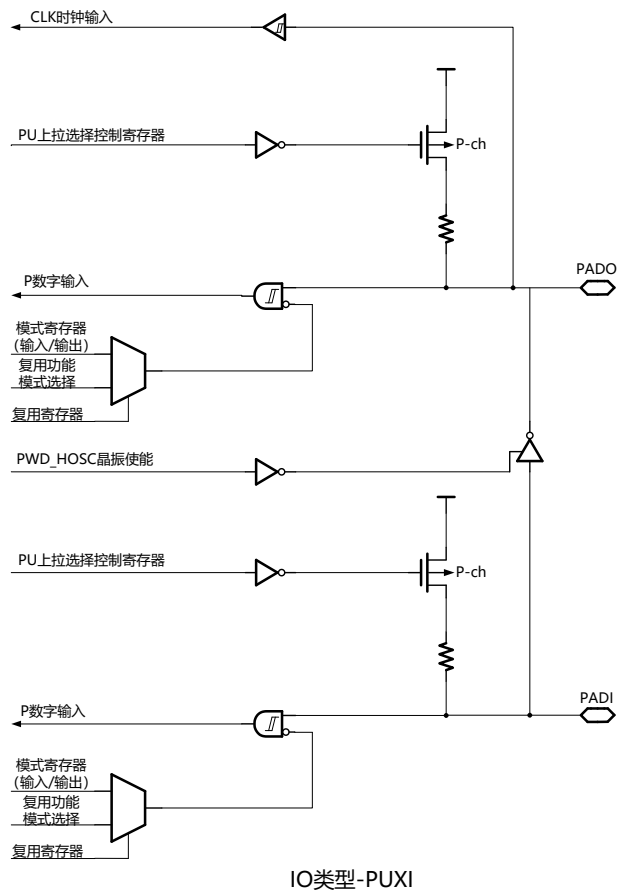 CLK时钟输入
PU上拉选择控制寄存器
P-ch
PADO
P数字输入
模式寄存器
(输入/输出)
复用功能
模式选择
复用寄存器
PWD_HOSC晶振使能
PU上拉选择控制寄存器
P-ch
PADI
P数字输入
模式寄存器
(输入/输出)
复用功能
模式选择
复用寄存器
IO类型-PUXI